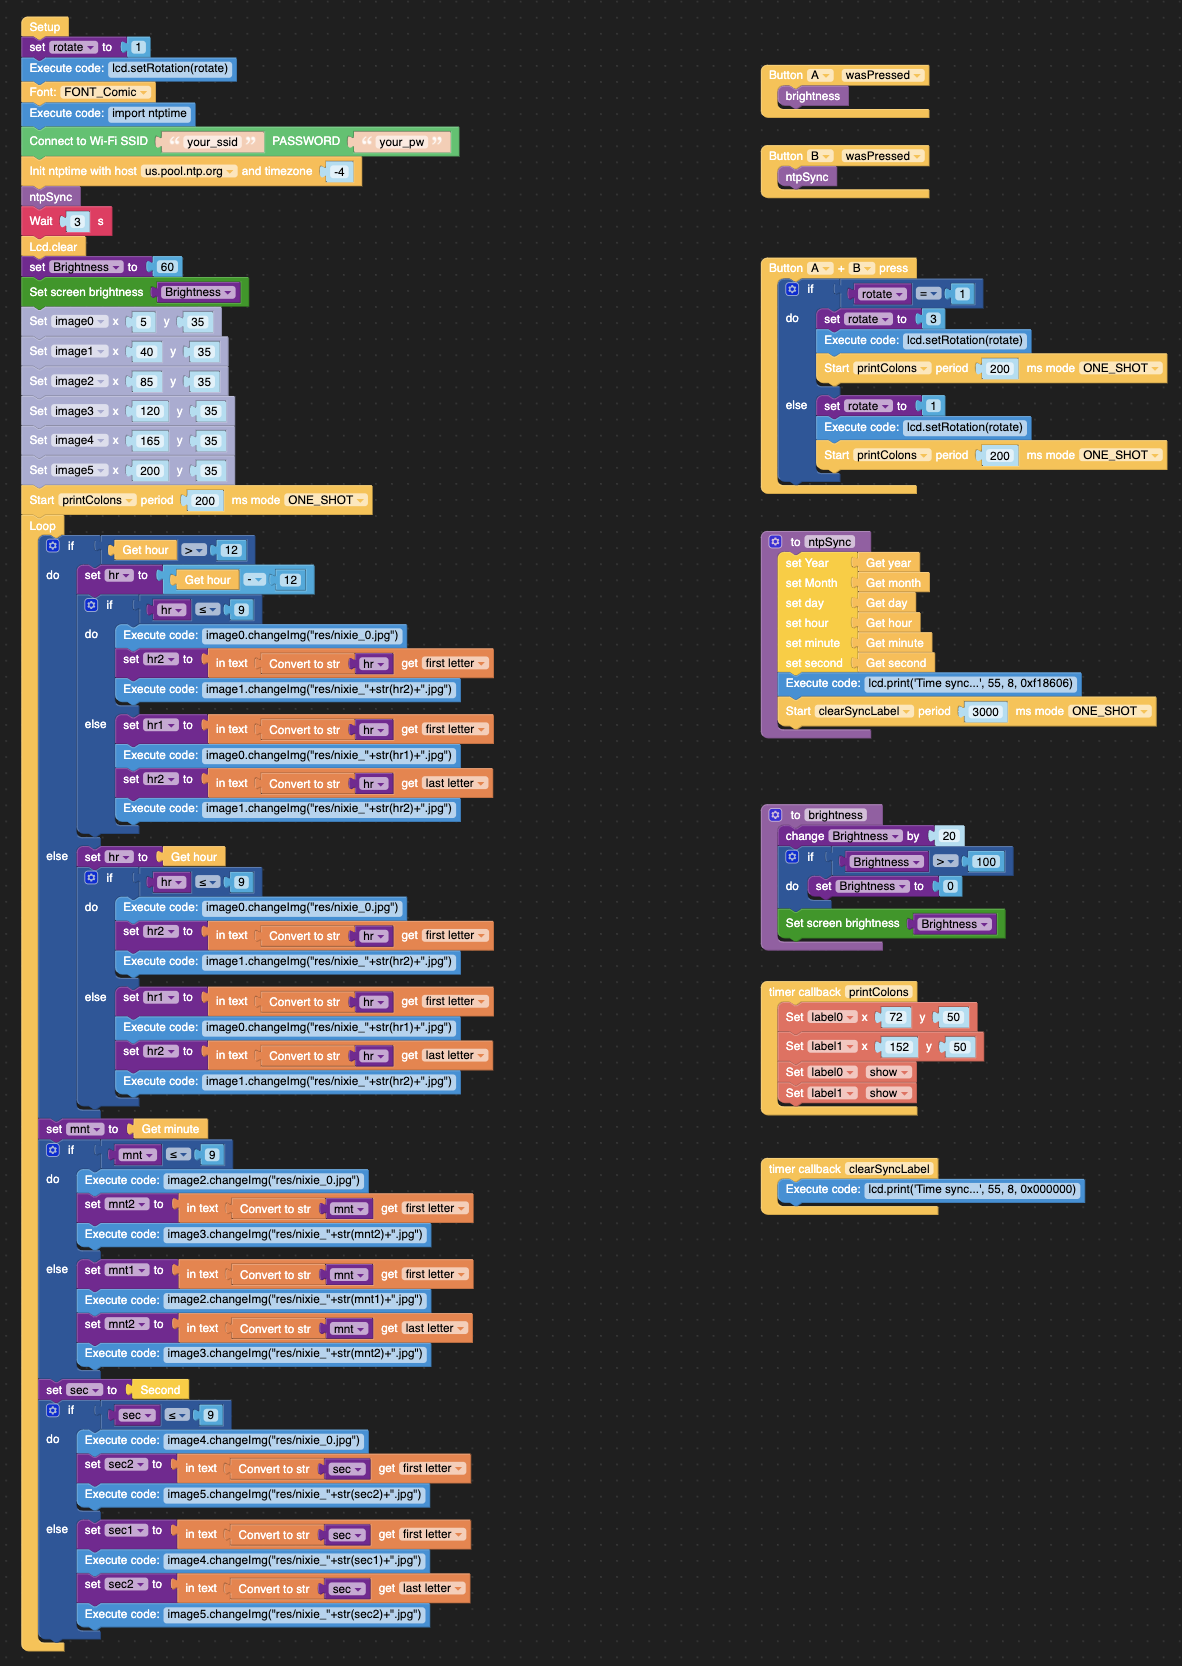 Setup
set rotate to 1
Execute code: lcd.setRotation(rotate)
Font: FONT_Comic
Execute code: import ntptime
Connect to Wi-Fi SSID “ your_ssid ” PASSWORD “ your_pw ”
Init ntptime with host us.pool.ntp.org and timezone -4
ntpSync
Wait 3 s
Lcd.clear
set Brightness to 60
Set screen brightness Brightness
Set image0 x 5 y 35
Set image1 x 40 y 35
Set image2 x 85 y 35
Set image3 x 120 y 35
Set image4 x 165 y 35
Set image5 x 200 y 35
Start printColons period 200 ms mode ONE_SHOT
Loop
if Get hour > 12
do set hr to Get hour - 12
if hr ≤ 9
do Execute code: image0.changeImg("res/nixie_0.jpg")
set hr2 to in text Convert to str hr get first letter
Execute code: image1.changeImg("res/nixie_"+str(hr2)+".jpg")
else set hr1 to in text Convert to str hr get first letter
Execute code: image0.changeImg("res/nixie_"+str(hr1)+".jpg")
set hr2 to in text Convert to str hr get last letter
Execute code: image1.changeImg("res/nixie_"+str(hr2)+".jpg")
else set hr to Get hour
if hr ≤ 9
do Execute code: image0.changeImg("res/nixie_0.jpg")
set hr2 to in text Convert to str hr get first letter
Execute code: image1.changeImg("res/nixie_"+str(hr2)+".jpg")
else set hr1 to in text Convert to str hr get first letter
Execute code: image0.changeImg("res/nixie_"+str(hr1)+".jpg")
set hr2 to in text Convert to str hr get last letter
Execute code: image1.changeImg("res/nixie_"+str(hr2)+".jpg")
set mnt to Get minute
if mnt ≤ 9
do Execute code: image2.changeImg("res/nixie_0.jpg")
set mnt2 to in text Convert to str mnt get first letter
Execute code: image3.changeImg("res/nixie_"+str(mnt2)+".jpg")
else set mnt1 to in text Convert to str mnt get first letter
Execute code: image2.changeImg("res/nixie_"+str(mnt1)+".jpg")
set mnt2 to in text Convert to str mnt get last letter
Execute code: image3.changeImg("res/nixie_"+str(mnt2)+".jpg")
set sec to Second
if sec ≤ 9
do Execute code: image4.changeImg("res/nixie_0.jpg")
set sec2 to in text Convert to str sec get first letter
Execute code: image5.changeImg("res/nixie_"+str(sec2)+".jpg")
else set sec1 to in text Convert to str sec get first letter
Execute code: image4.changeImg("res/nixie_"+str(sec1)+".jpg")
set sec2 to in text Convert to str sec get last letter
Execute code: image5.changeImg("res/nixie_"+str(sec2)+".jpg")
Button A wasPressed
brightness
Button B wasPressed
ntpSync
Button A + B press
if rotate = 1
do set rotate to 3
Execute code: lcd.setRotation(rotate)
Start printColons period 200 ms mode ONE_SHOT
else set rotate to 1
Execute code: lcd.setRotation(rotate)
Start printColons period 200 ms mode ONE_SHOT
to ntpSync
set Year Get year
set Month Get month
set day Get day
set hour Get hour
set minute Get minute
set second Get second
Execute code: lcd.print('Time sync...', 55, 8, 0xf18606)
Start clearSyncLabel period 3000 ms mode ONE_SHOT
to brightness
change Brightness by 20
if Brightness > 100
do set Brightness to 0
Set screen brightness Brightness
timer callback printColons
Set label0 x 72 y 50
Set label1 x 152 y 50
Set label0 show
Set label1 show
timer callback clearSyncLabel
Execute code: lcd.print('Time sync...', 55, 8, 0x000000)